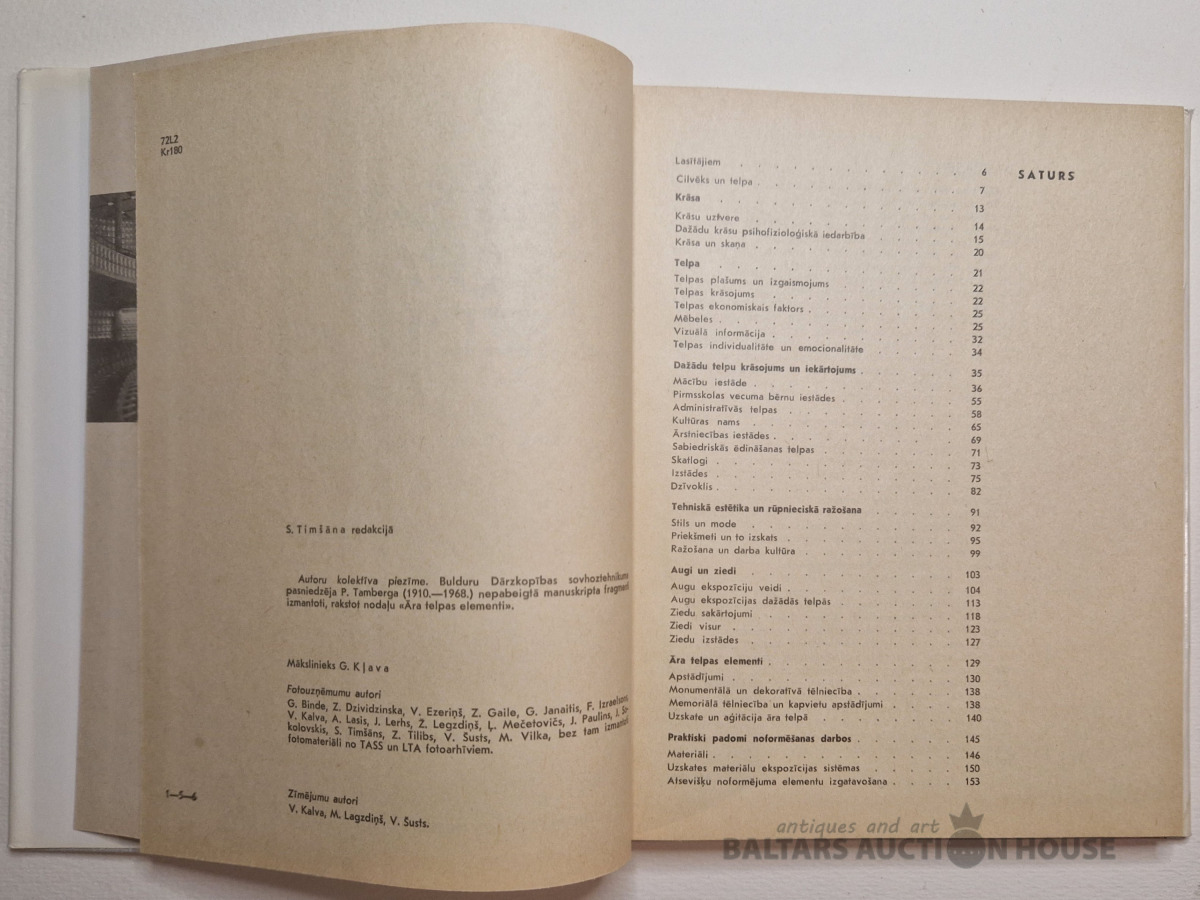 72L2
Kr180
S. Timšāna redakcijā
Autoru kolektīva piezīme. Bulduru Dārzkopības sovhoztehnikuma
pasniedzēja P. Tamberga (1910.—1968.) nepabeigtā manuskripta fragmenti
izmantoti, rakstot nodaļu «Āra telpas elementi».
Mākslinieks G. Kļava
Fotouzņēmumu autori
G. Binde, Z. Dzividzinska, V. Ezeriņš, Z. Gaile, G. Janaitis, F. Izraelsons,
V. Kalva, A. Lasis, J. Lerhs, Ž. Legzdiņš, Ļ. Mečetovičs, J. Paulins, J.
kolovskis, S. Timšāns, Z. Tilbs, V. Šusts, M. Vilka, bez tam izmantoti
fotomateriāli no TASS un LTA fotoarhīviem.
1—5—6
Zīmējumu autori
V. Kalva, M. Lagzdiņš, V. Šusts.
SATURS
Lasītājiem . . . . . . . . . . 6
Cilvēks un telpa . . . . . . . . . . 7
Krāsa . . . . . . . . . . 13
Krāsu uztvere . . . . . . . . . . 14
Dažādu krāsu psihofizioloģiskā iedarbība . . . . 15
Krāsa un skaņa . . . . . . . . . . 20
Telpa . . . . . . . . . . 21
Telpas plašums un izgaismojums . . . . . 22
Telpas krāsojums . . . . . . . . 22
Telpas ekonomiskais faktors . . . . . . 25
Mēbeles . . . . . . . . . . 25
Vizuālā informācija . . . . . . . . 32
Telpas individualitāte un emocionalitāte . . . . 34
Dažādu telpu krāsojums un iekārtojums . . . . . 35
Mācību iestāde . . . . . . . . 36
Pirmsskolas vecuma bērnu iestādes . . . . . 55
Administratīvās telpas . . . . . . . 58
Kultūras nams . . . . . . . . 65
Ārstniecības iestādes . . . . . . . . 69
Sabiedriskās ēdināšanas telpas . . . . . . 71
Skatlogi . . . . . . . . . . 73
Izstādes . . . . . . . . . . 75
Dzīvoklis . . . . . . . . . . 82
Tehniskā estētika un rūpnieciskā ražošana . . . . 91
Stils un mode . . . . . . . . 92
Priekšmeti un to izskats . . . . . . . 95
Ražošana un darba kultūra . . . . . . 99
Augi un ziedi . . . . . . . . . 103
Augu ekspozīciju veidi . . . . . . . 104
Augu ekspozīcijas dažādās telpās . . . . . 113
Ziedu sakārtojumi . . . . . . . . 118
Ziedi visur . . . . . . . . . 123
Ziedu izstādes . . . . . . . . 127
Āra telpas elementi . . . . . . . . 129
Apstādījumi . . . . . . . . . 130
Monumentālā un dekoratīvā tēlniecība . . . . . 138
Memoriālā tēlniecība un kapvietu apstādījumi . . . 138
Uzskate un aģitācija āra telpā . . . . . . 140
Praktiski padomi noformēšanas darbos . . . . . 145
Materiāli . . . . . . . . . . 146
Uzskates materiālu ekspozīcijas sistēmas . . . . 150
Atsevišķu noformējuma elementu izgatavošana . . . . 153
antiques and art
BALTARS AUCTION HOUSE